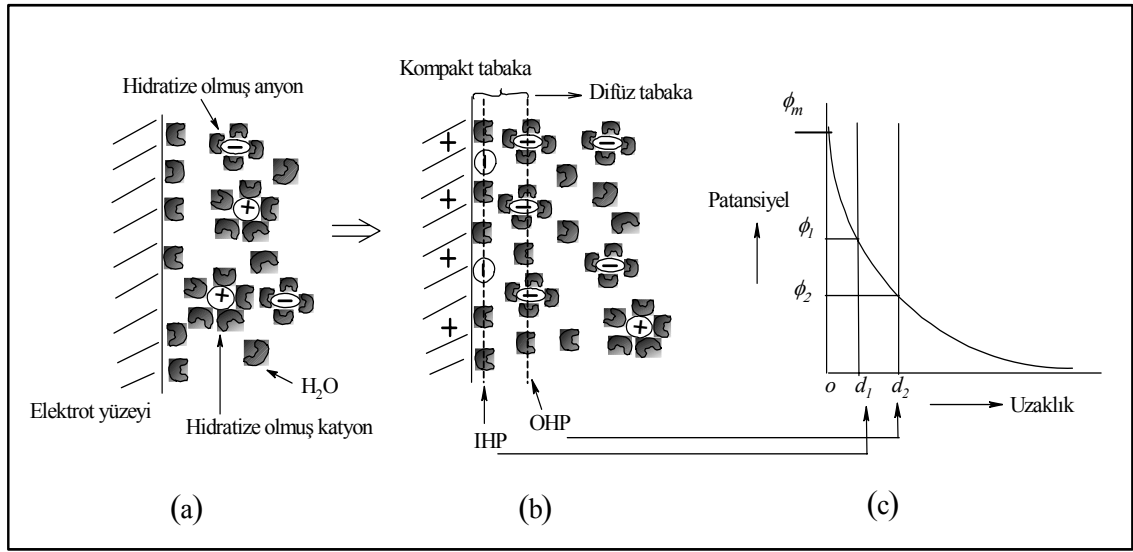 Hidratize olmuş anyon
H₂O
Elektrot yüzeyi
Hidratize olmuş katyon
(a)
Kompakt tabaka
Difüz tabaka
IHP
OHP
(b)
ϕm
Patansiyel
ϕ1
ϕ2
o d1 d2
Uzaklık
(c)